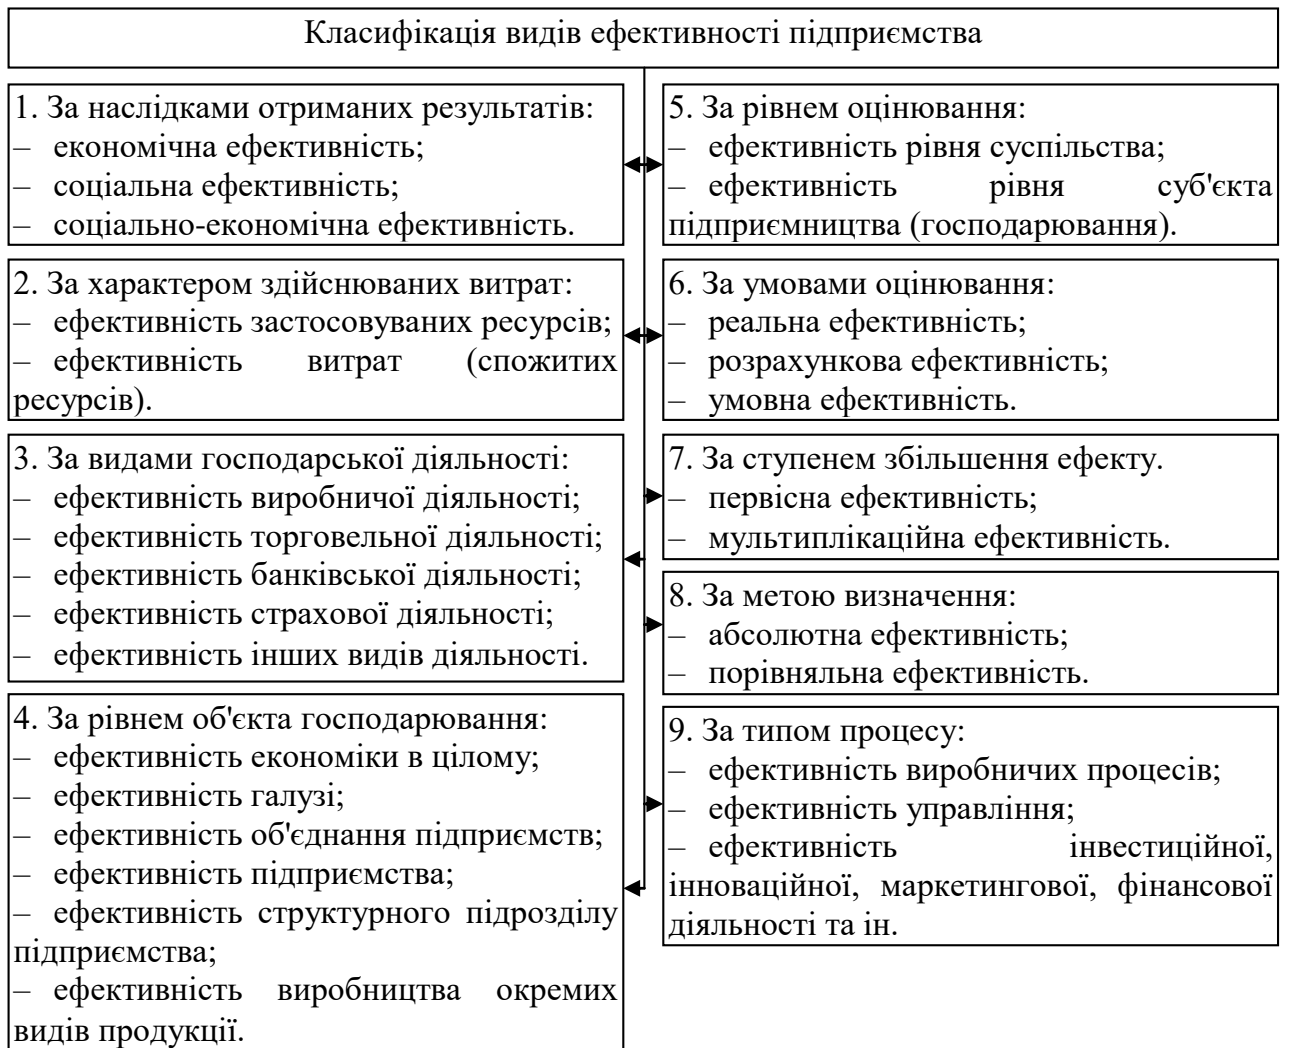 Класифікація видів ефективності підприємства
1. За наслідками отриманих результатів:
– економічна ефективність;
– соціальна ефективність;
– соціально-економічна ефективність.
2. За характером здійснюваних витрат:
– ефективність застосовуваних ресурсів;
– ефективність витрат (спожитих
ресурсів).
3. За видами господарської діяльності:
– ефективність виробничої діяльності;
– ефективність торговельної діяльності;
– ефективність банківської діяльності;
– ефективність страхової діяльності;
– ефективність інших видів діяльності.
4. За рівнем об'єкта господарювання:
– ефективність економіки в цілому;
– ефективність галузі;
– ефективність об'єднання підприємств;
– ефективність підприємства;
– ефективність структурного підрозділу
підприємства;
– ефективність виробництва окремих
видів продукції.
5. За рівнем оцінювання:
– ефективність рівня суспільства;
– ефективність рівня суб'єкта
підприємництва (господарювання).
6. За умовами оцінювання:
– реальна ефективність;
– розрахункова ефективність;
– умовна ефективність.
7. За ступенем збільшення ефекту.
– первісна ефективність;
– мультиплікаційна ефективність.
8. За метою визначення:
– абсолютна ефективність;
– порівняльна ефективність.
9. За типом процесу:
– ефективність виробничих процесів;
– ефективність управління;
– ефективність інвестиційної,
інноваційної, маркетингової, фінансової
діяльності та ін.